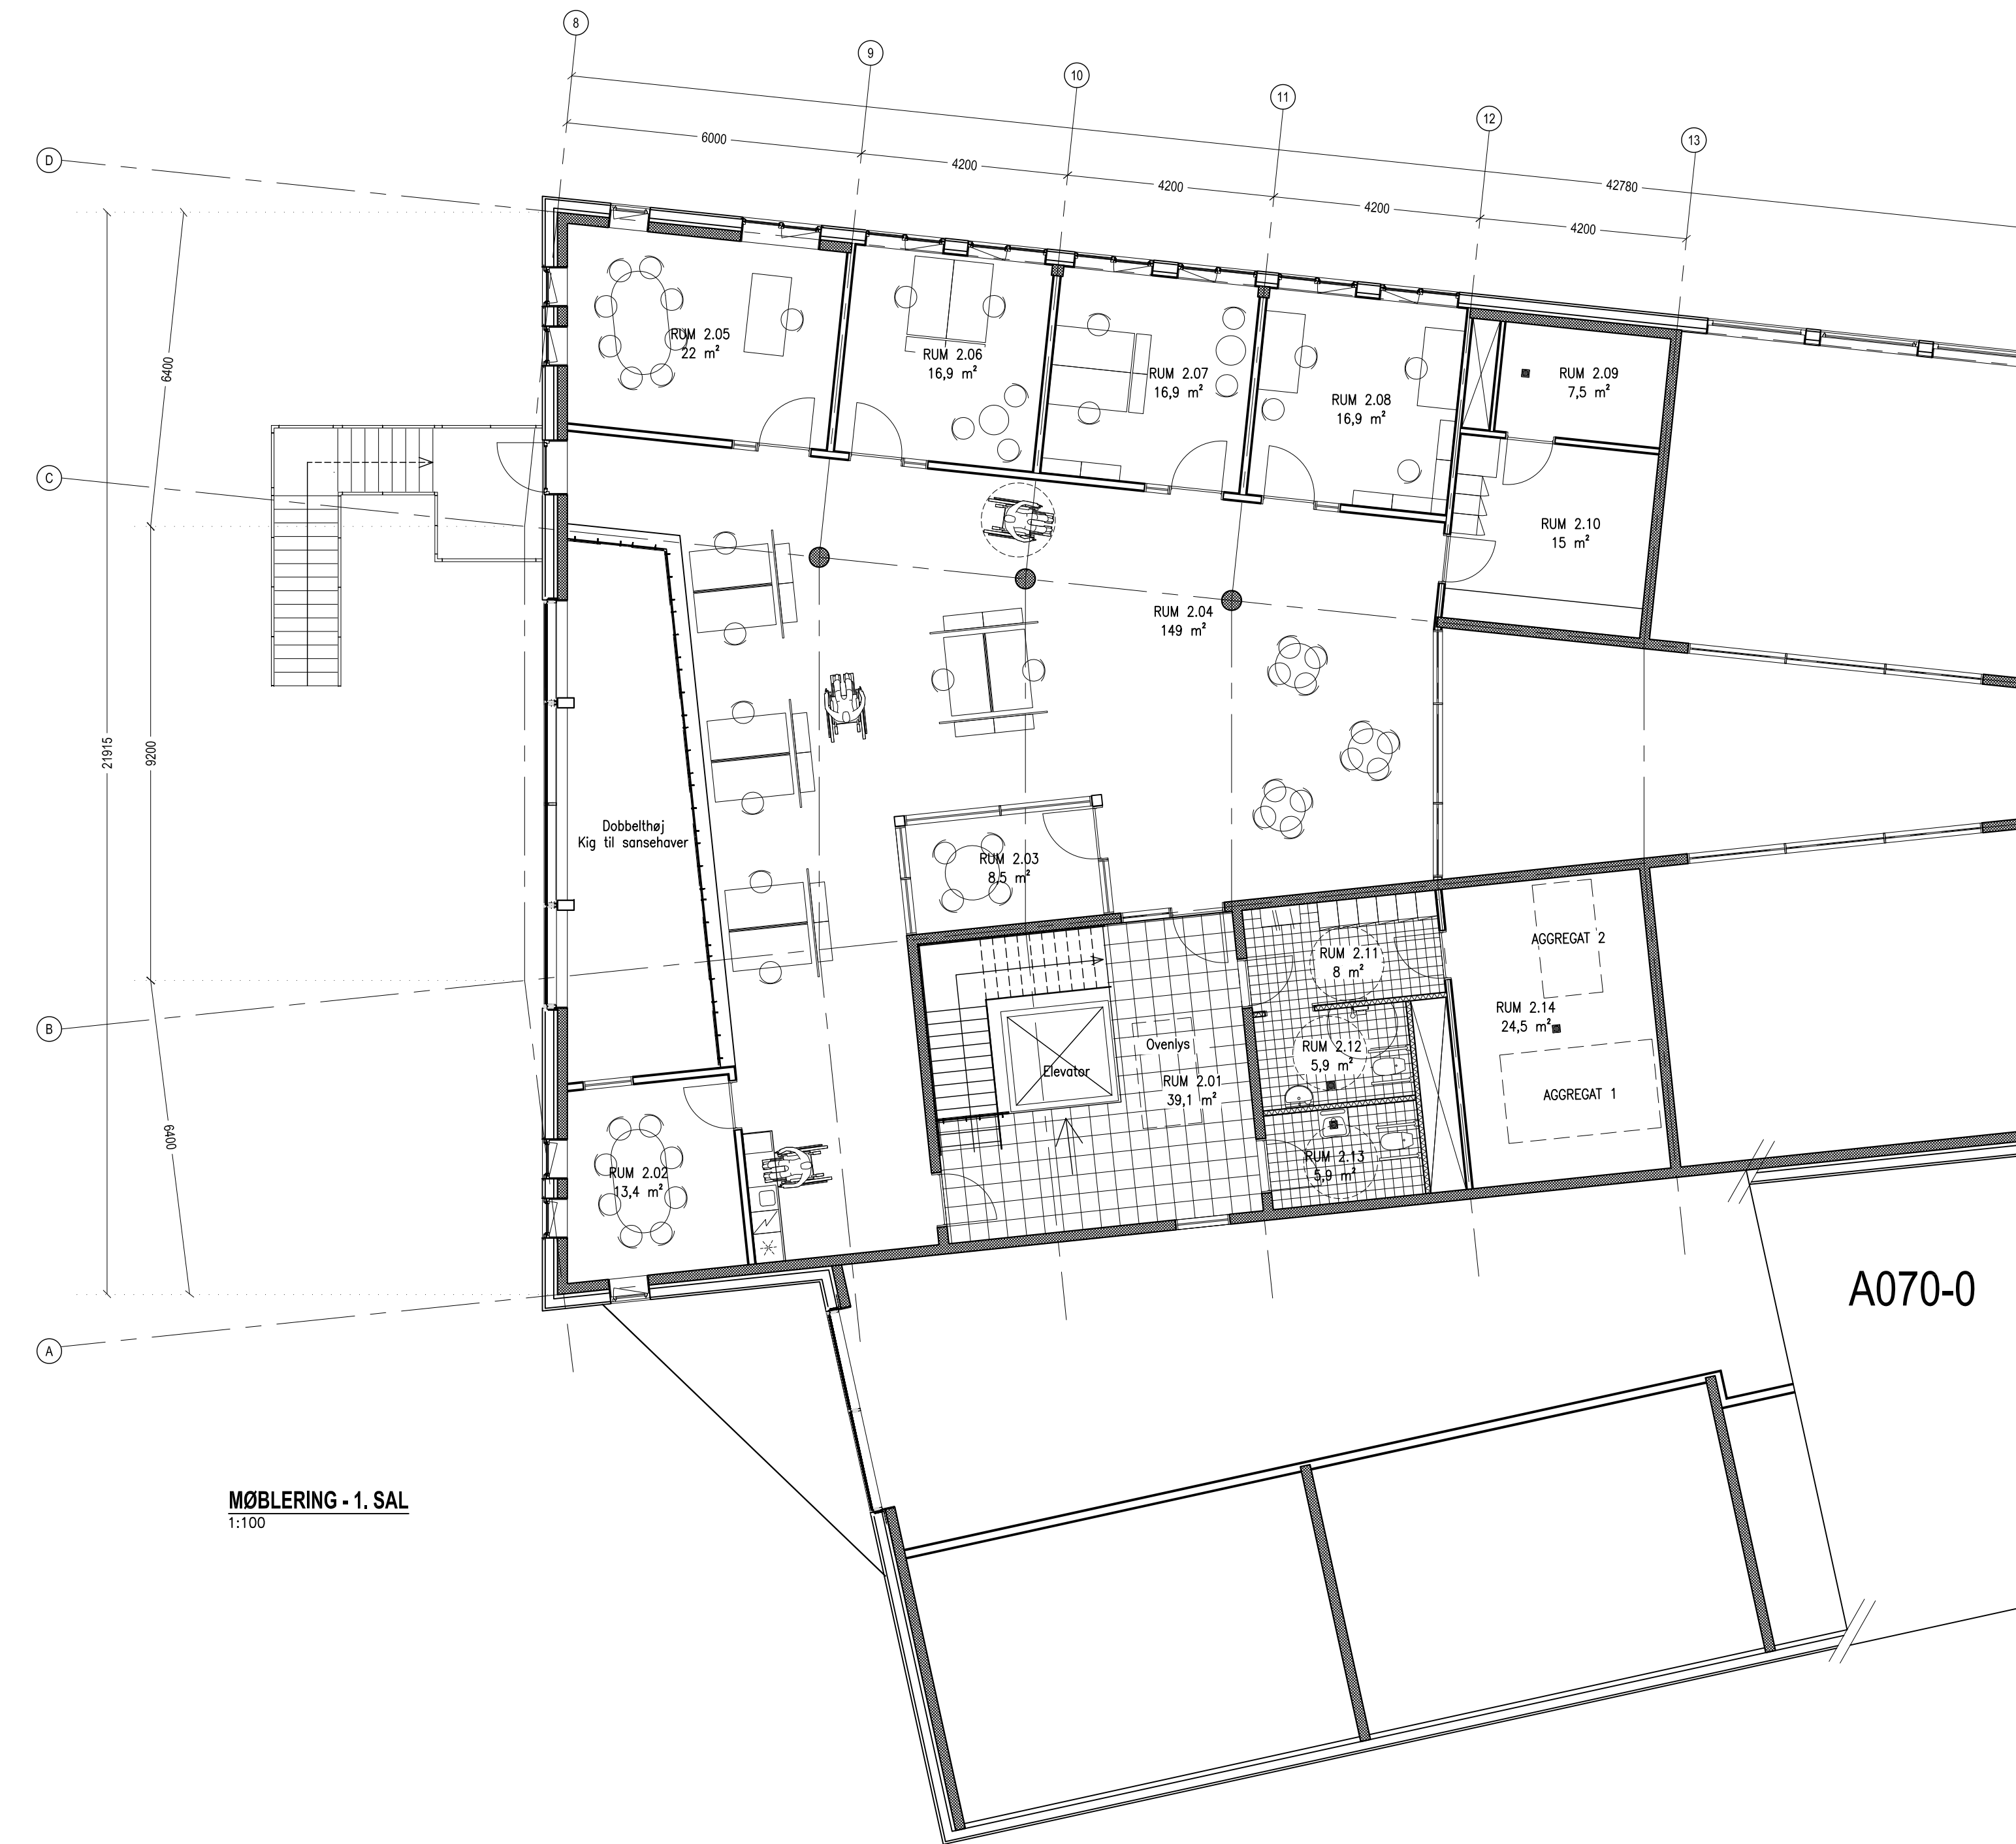 8
9
10
11
12
13
D
C
B
A
6000
4200
4200
4200
4200
42780
6400
9200
21915
6400
RUM 2.05
22 m²
RUM 2.06
16,9 m²
RUM 2.07
16,9 m²
RUM 2.08
16,9 m²
RUM 2.09
7,5 m²
RUM 2.10
15 m²
RUM 2.04
149 m²
Dobbelthøj
Kig til sansehaver
RUM 2.03
8,5 m²
RUM 2.11
8 m²
AGGREGAT 2
RUM 2.14
24,5 m²
Ovenlys
RUM 2.12
5,9 m²
Elevator
RUM 2.01
39,1 m²
AGGREGAT 1
RUM 2.13
5,9 m²
RUM 2.02
13,4 m²
A070-0
MØBLERING - 1. SAL
1:100